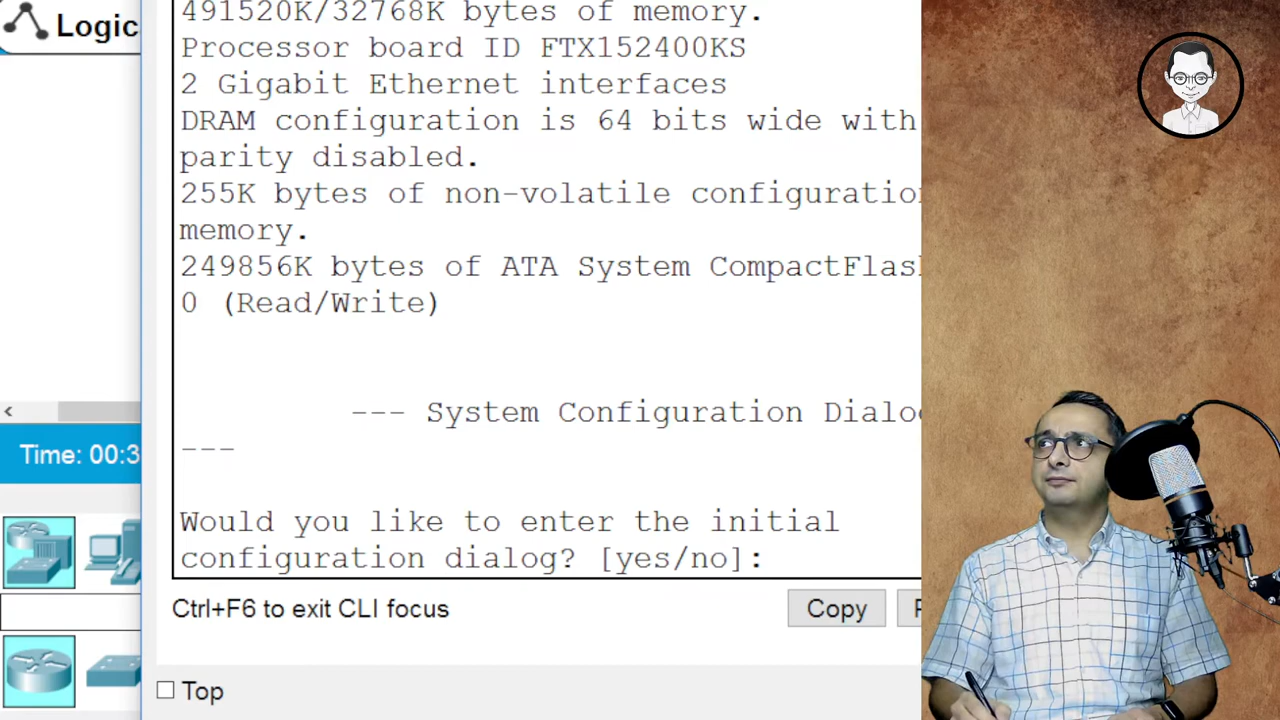 Logic
491520K/32768K bytes of memory.
Processor board ID FTX152400KS
2 Gigabit Ethernet interfaces
DRAM configuration is 64 bits wide with
parity disabled.
255K bytes of non-volatile configuration
memory.
249856K bytes of ATA System CompactFlash
0 (Read/Write)
--- System Configuration Dialo
---
Would you like to enter the initial
configuration dialog? [yes/no]:
Time: 00:3
Ctrl+F6 to exit CLI focus
Copy
Top